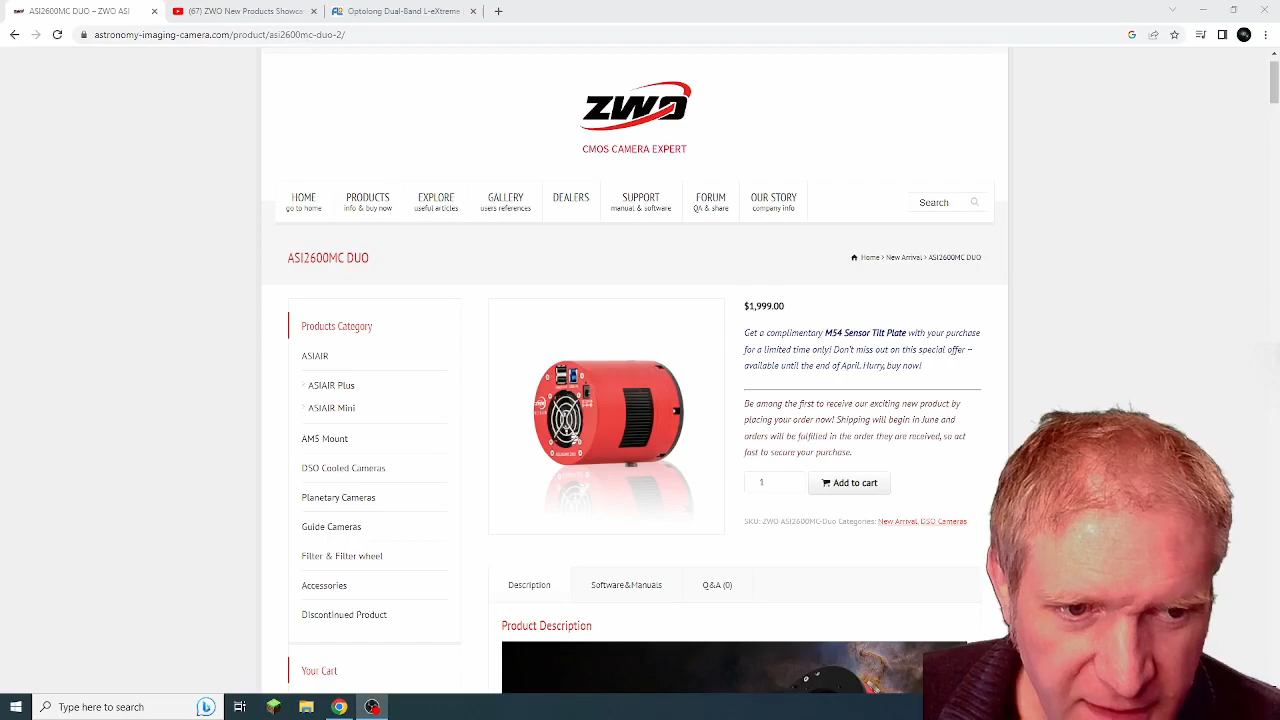 ASI2600MC DUO – ZWO ASI
(67) ZWO New Products Showca
Optolong Dual-Band L-eXtreme
astronomy-imaging-camera.com/product/asi2600mc-duo-2/
ZWO
CMOS CAMERA EXPERT
HOME PRODUCTS EXPLORE GALLERY DEALERS SUPPORT FORUM OUR STORY
go to home info & buy now useful articles users references manual & software QA & share company info
Search
ASI2600MC DUO
Home > New Arrival > ASI2600MC DUO
Products Category
ASIAIR
ASIAIR Plus
ASIAIR Mini
AM5 Mount
DSO Cooled Cameras
Planetary Cameras
Guide Cameras
Filter & Filter wheel
Accessories
Discontinued Product
Your Cart
$1,999.00
Get a complimentary M54 Sensor Tilt Plate with your purchase
for a limited time only! Don't miss out on this special offer –
available until the end of April. Hurry, buy now!
Be among the first to receive our exciting new product by
placing your order now! Shipping will begin in June and
orders will be fulfilled in the order they are received, so act
fast to secure your purchase.
1
Add to cart
SKU: ZWO ASI2600MC-Duo Categories: New Arrival, DSO Cameras
Description Software&Manuals Q&A (0)
Product Description
Type here to search